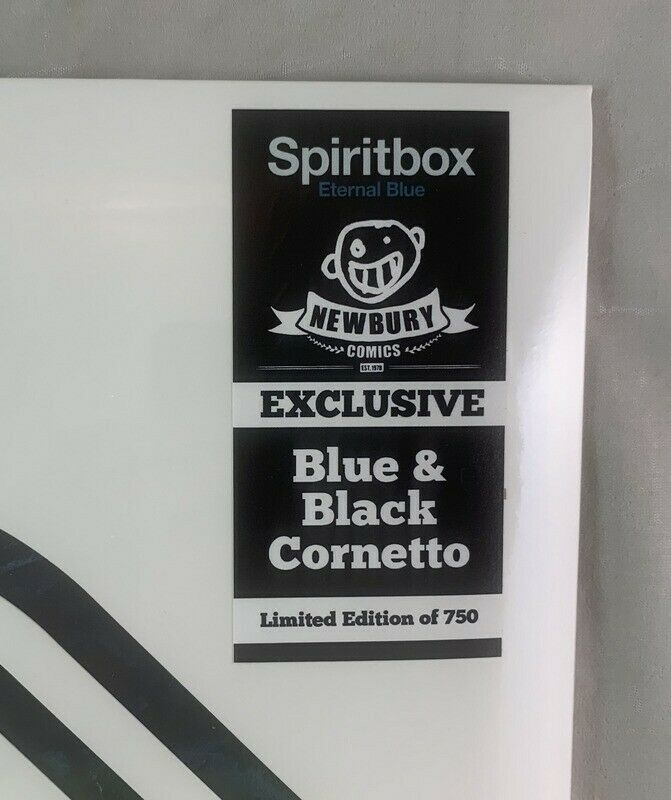 Spiritbox
Eternal Blue
NEWBURY
COMICS
EST. 1978
EXCLUSIVE
Blue &
Black
Cornetto
Limited Edition of 750